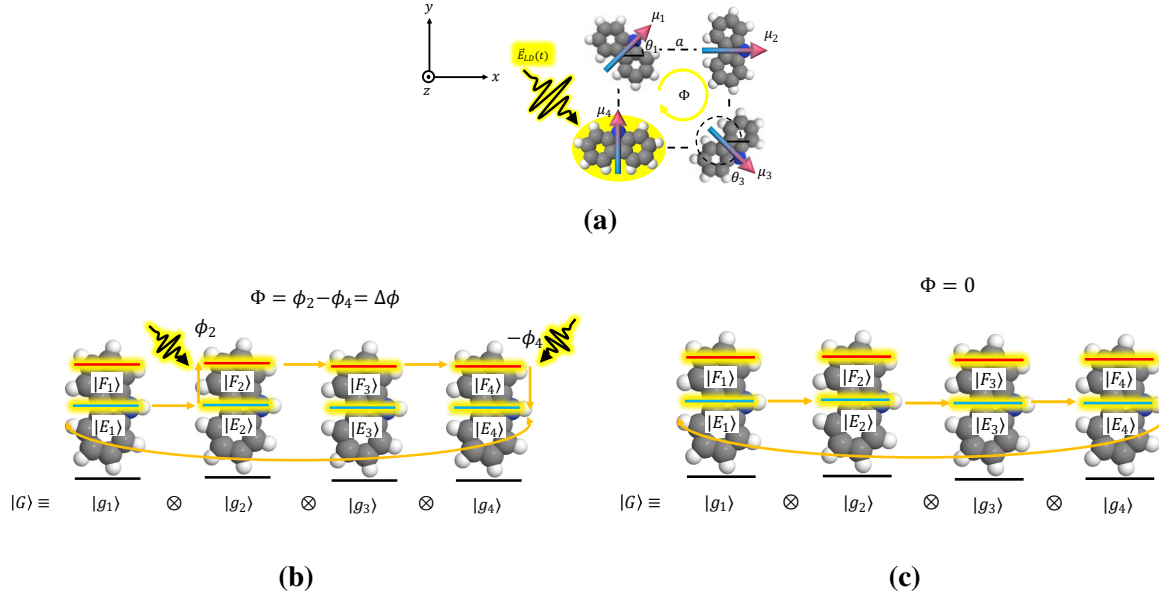 y
x
z
E⃗_LD(t)
μ₁
θ₁
a
μ₂
Φ
μ₄
θ₃
μ₃
(a)
Φ = ϕ₂−ϕ₄= Δϕ
ϕ₂
−ϕ₄
|F₁⟩ |F₂⟩ |F₃⟩ |F₄⟩
|E₁⟩ |E₂⟩ |E₃⟩ |E₄⟩
|G⟩ ≡ |g₁⟩ ⊗ |g₂⟩ ⊗ |g₃⟩ ⊗ |g₄⟩
(b)
Φ = 0
|F₁⟩ |F₂⟩ |F₃⟩ |F₄⟩
|E₁⟩ |E₂⟩ |E₃⟩ |E₄⟩
|G⟩ ≡ |g₁⟩ ⊗ |g₂⟩ ⊗ |g₃⟩ ⊗ |g₄⟩
(c)